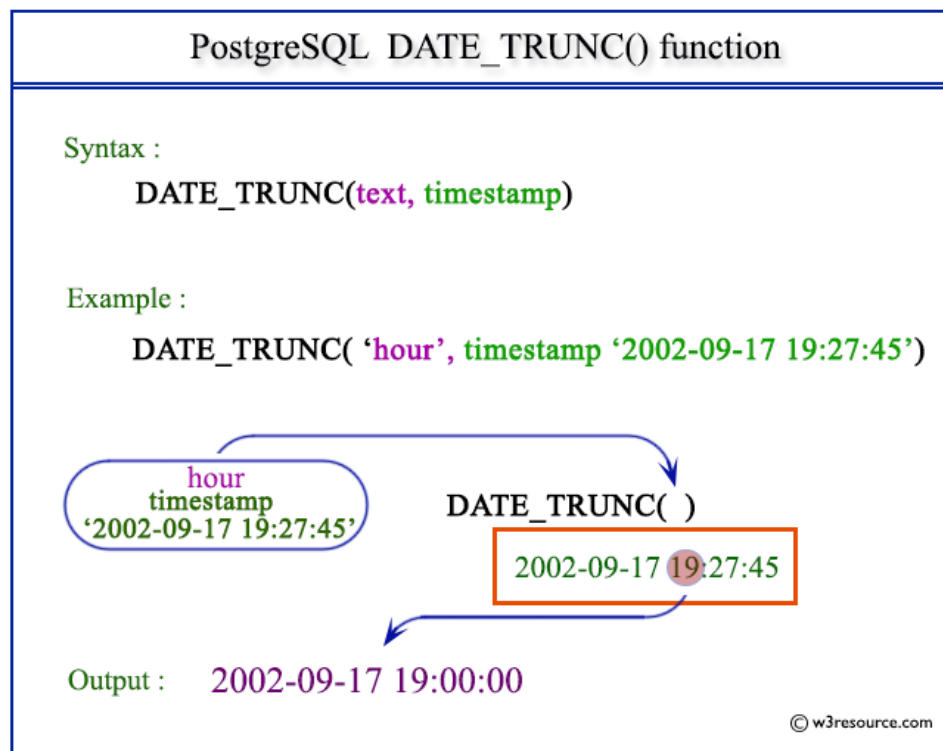 PostgreSQL DATE_TRUNC() function
Syntax :
DATE_TRUNC(text, timestamp)
Example :
DATE_TRUNC( ‘hour’, timestamp ‘2002-09-17 19:27:45’)
hour
timestamp
‘2002-09-17 19:27:45’
DATE_TRUNC( )
2002-09-17 19:27:45
Output : 2002-09-17 19:00:00
© w3resource.com